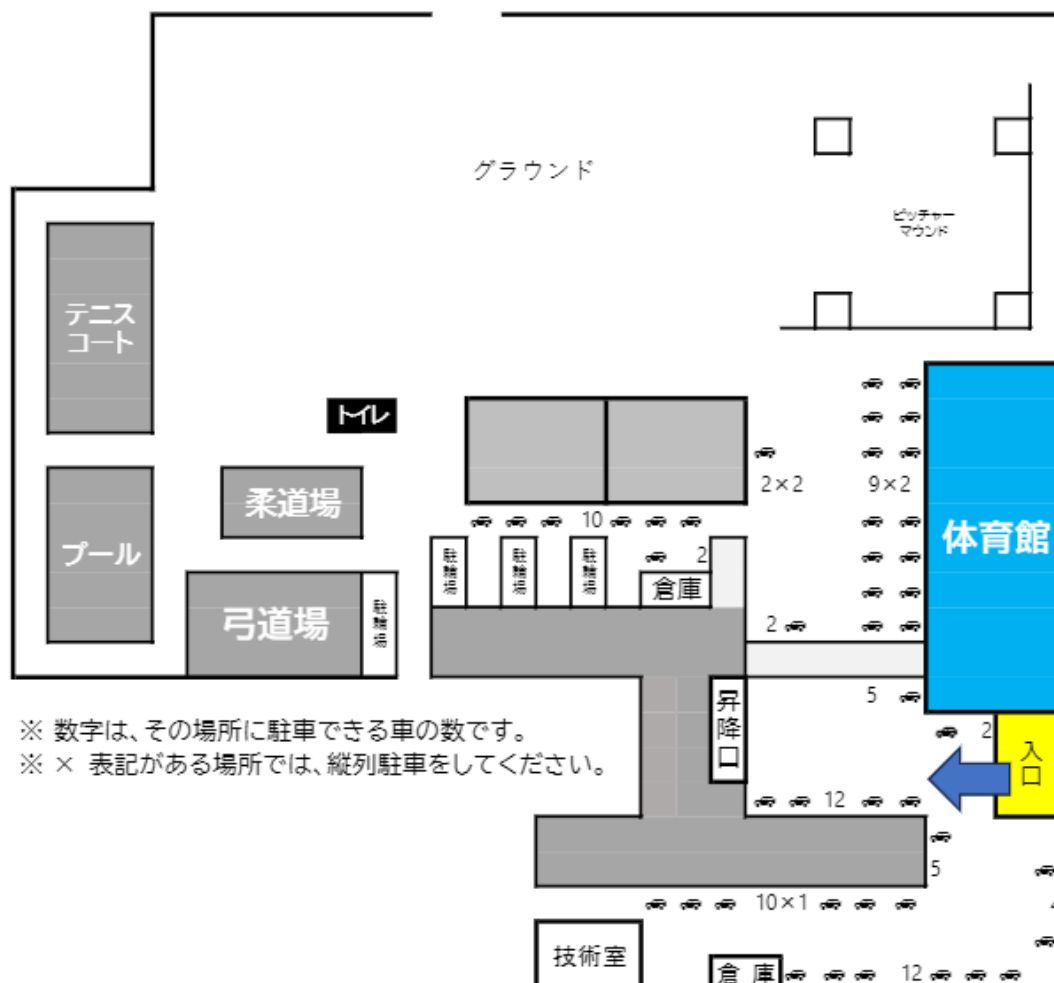 グラウンド
ピッチャー
マウンド
テニス
コート
トイレ
2×2
9×2
柔道場
10
体育館
プール
駐輪場
駐輪場
駐輪場
2
倉庫
弓道場
駐輪場
2
5
昇降口
※ 数字は、その場所に駐車できる車の数です。
※ × 表記がある場所では、縦列駐車をしてください。
2
入口
12
5
10×1
技術室
倉庫
12